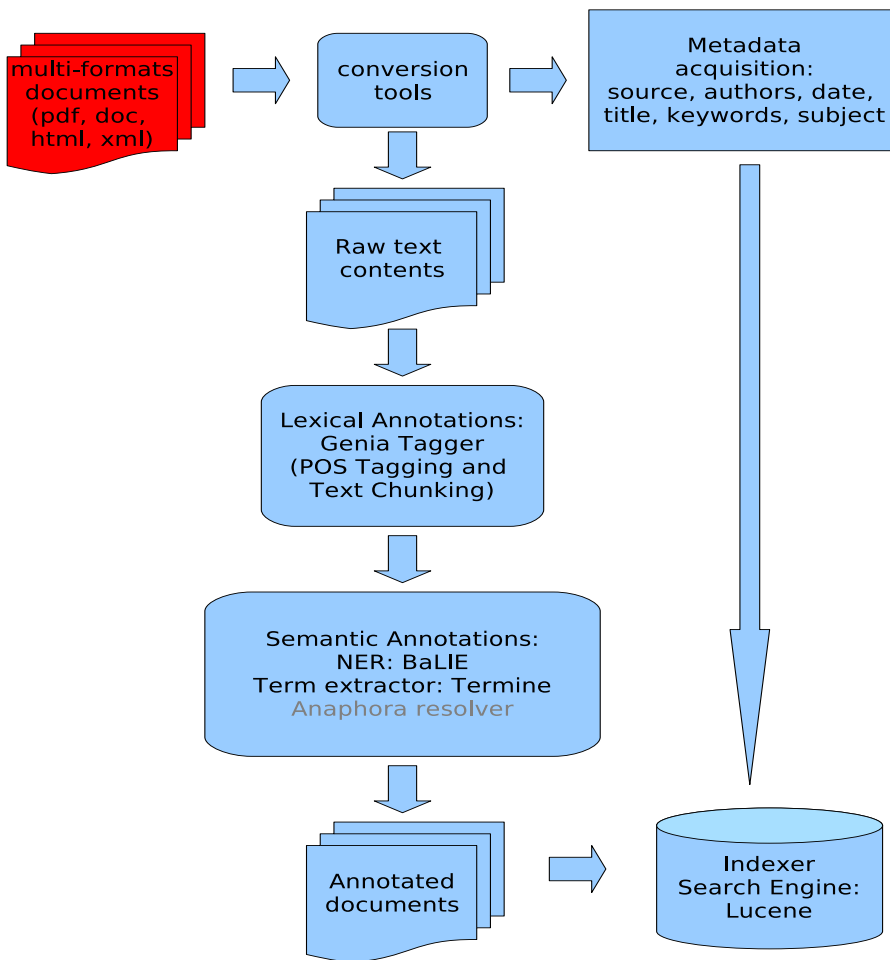 multi-formats
documents
(pdf, doc,
html, xml)
conversion
tools
Metadata
acquisition:
source, authors, date,
title, keywords, subject
Raw text
contents
Lexical Annotations:
Genia Tagger
(POS Tagging and
Text Chunking)
Semantic Annotations:
NER: BaLIE
Term extractor: Termine
Anaphora resolver
Annotated
documents
Indexer
Search Engine:
Lucene